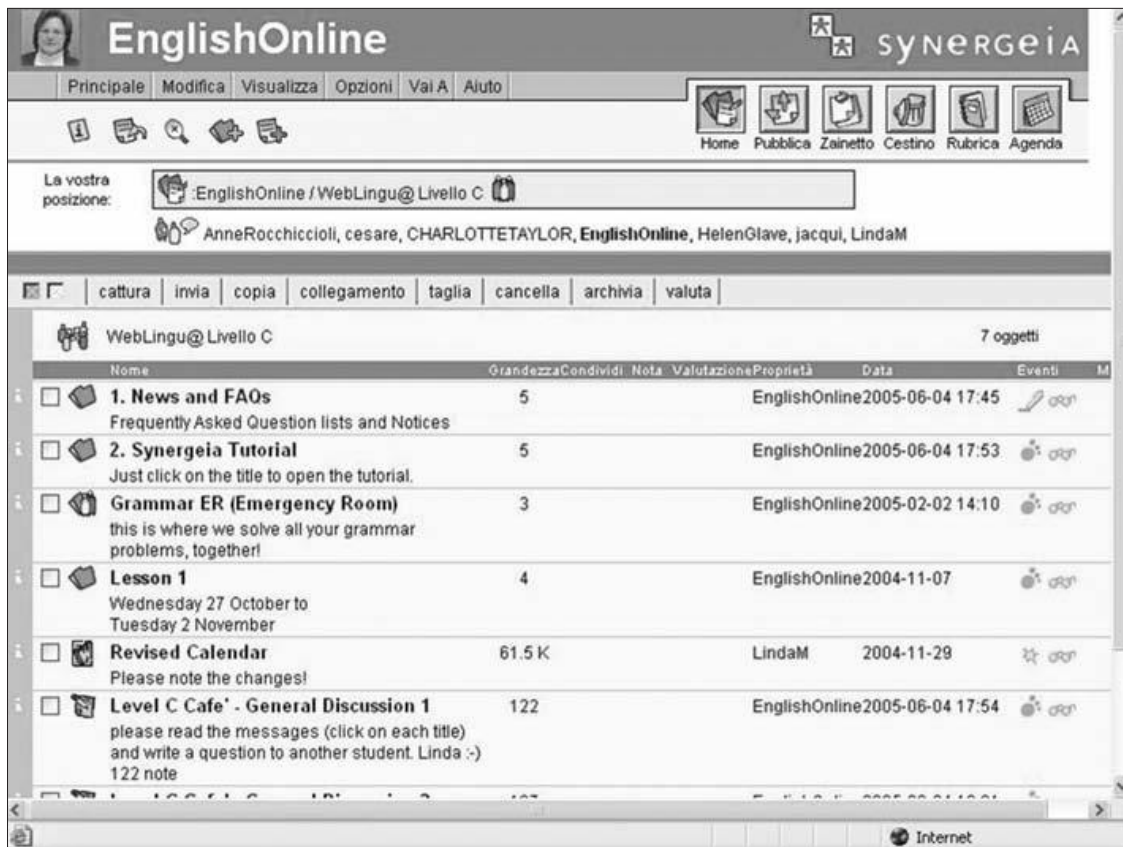 EnglishOnline
SYNERGEIA
Principale Modifica Visualizza Opzioni Vai A Aiuto
Home Pubblica Zainetto Cestino Rubrica Agenda
La vostra
posizione:
:EnglishOnline / WebLingu@ Livello C
AnneRocchiccioli, cesare, CHARLOTTETAYLOR, EnglishOnline, HelenGlave, jacqui, LindaM
cattura invia copia collegamento taglia cancella archivia valuta
WebLingu@ Livello C 7 oggetti
Nome Grandezza Condividi Nota Valutazione Proprietà Data Eventi M
1. News and FAQs 5 EnglishOnline 2005-06-04 17:45
Frequently Asked Question lists and Notices
2. Synergeia Tutorial 5 EnglishOnline 2005-06-04 17:53
Just click on the title to open the tutorial.
Grammar ER (Emergency Room) 3 EnglishOnline 2005-02-02 14:10
this is where we solve all your grammar
problems, together!
Lesson 1 4 EnglishOnline 2004-11-07
Wednesday 27 October to
Tuesday 2 November
Revised Calendar 61.5 K LindaM 2004-11-29
Please note the changes!
Level C Cafe' - General Discussion 1 122 EnglishOnline 2005-06-04 17:54
please read the messages (click on each title)
and write a question to another student. Linda :-)
122 note
Internet